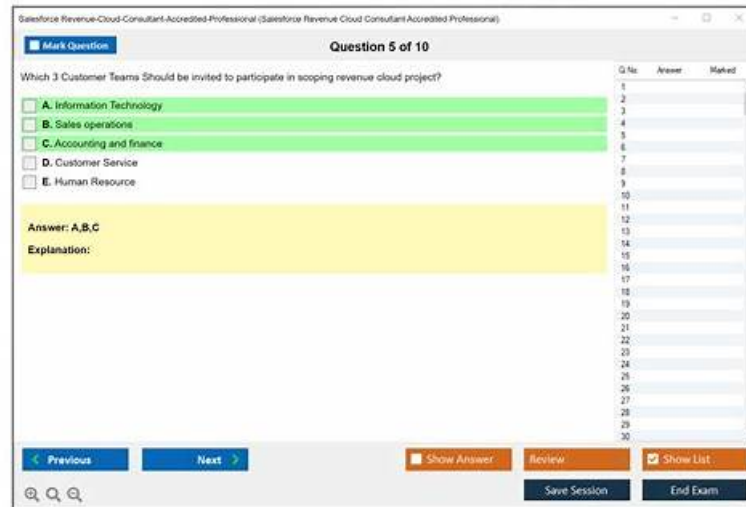 Salesforce Revenue-Cloud-Consultant-Accredited-Professional (Salesforce Revenue Cloud Consultant Accredited Professional)
Mark Question
Question 5 of 10
Which 3 Customer Teams Should be invited to participate in scoping revenue cloud project?
A. Information Technology
B. Sales operations
C. Accounting and finance
D. Customer Service
E. Human Resource
Answer: A,B,C
Explanation:
Q.No. Answer Marked
1
2
3
4
5
6
7
8
9
10
11
12
13
14
15
16
17
18
19
20
21
22
23
24
25
26
27
28
29
30
Previous
Next
Show Answer
Review
Show List
Save Session
End Exam